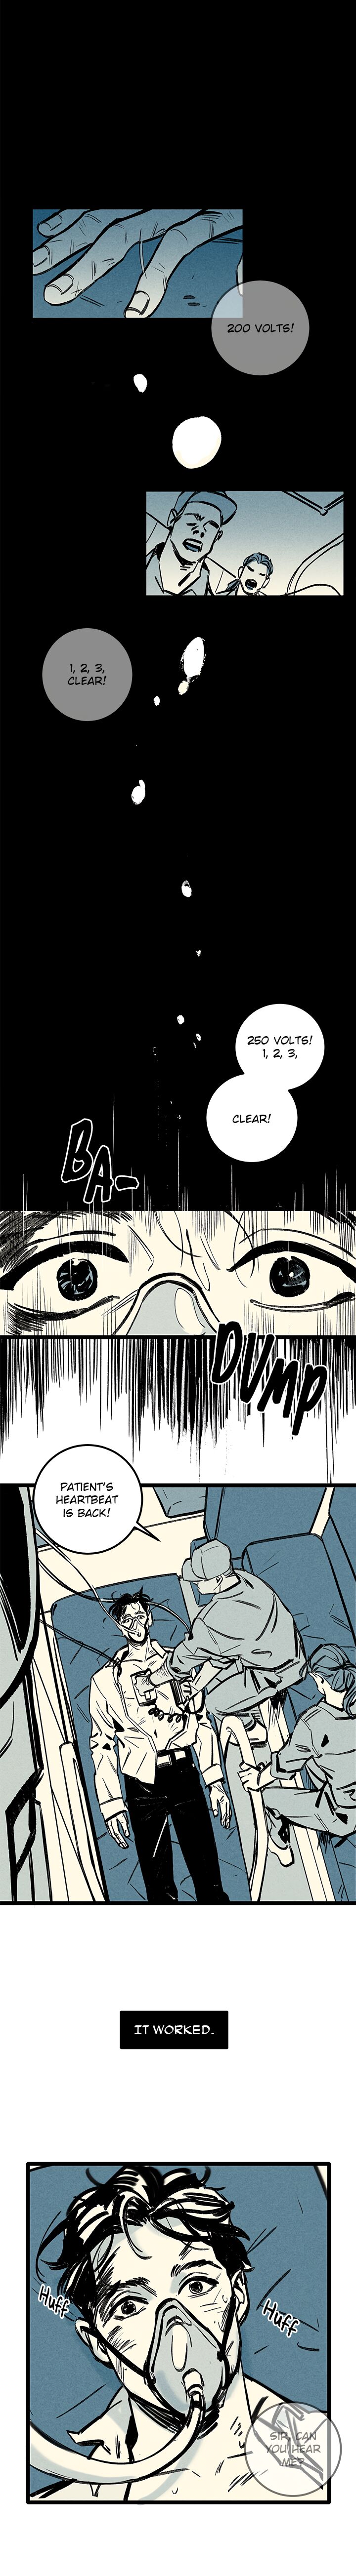 200 VOLTS!
1, 2, 3,
CLEAR!
250 VOLTS!
1, 2, 3,
CLEAR!
BA-
DUMP
PATIENT'S
HEARTBEAT
IS BACK!
IT WORKED.
Huff
Huff
SIR, CAN
YOU HEAR
ME?